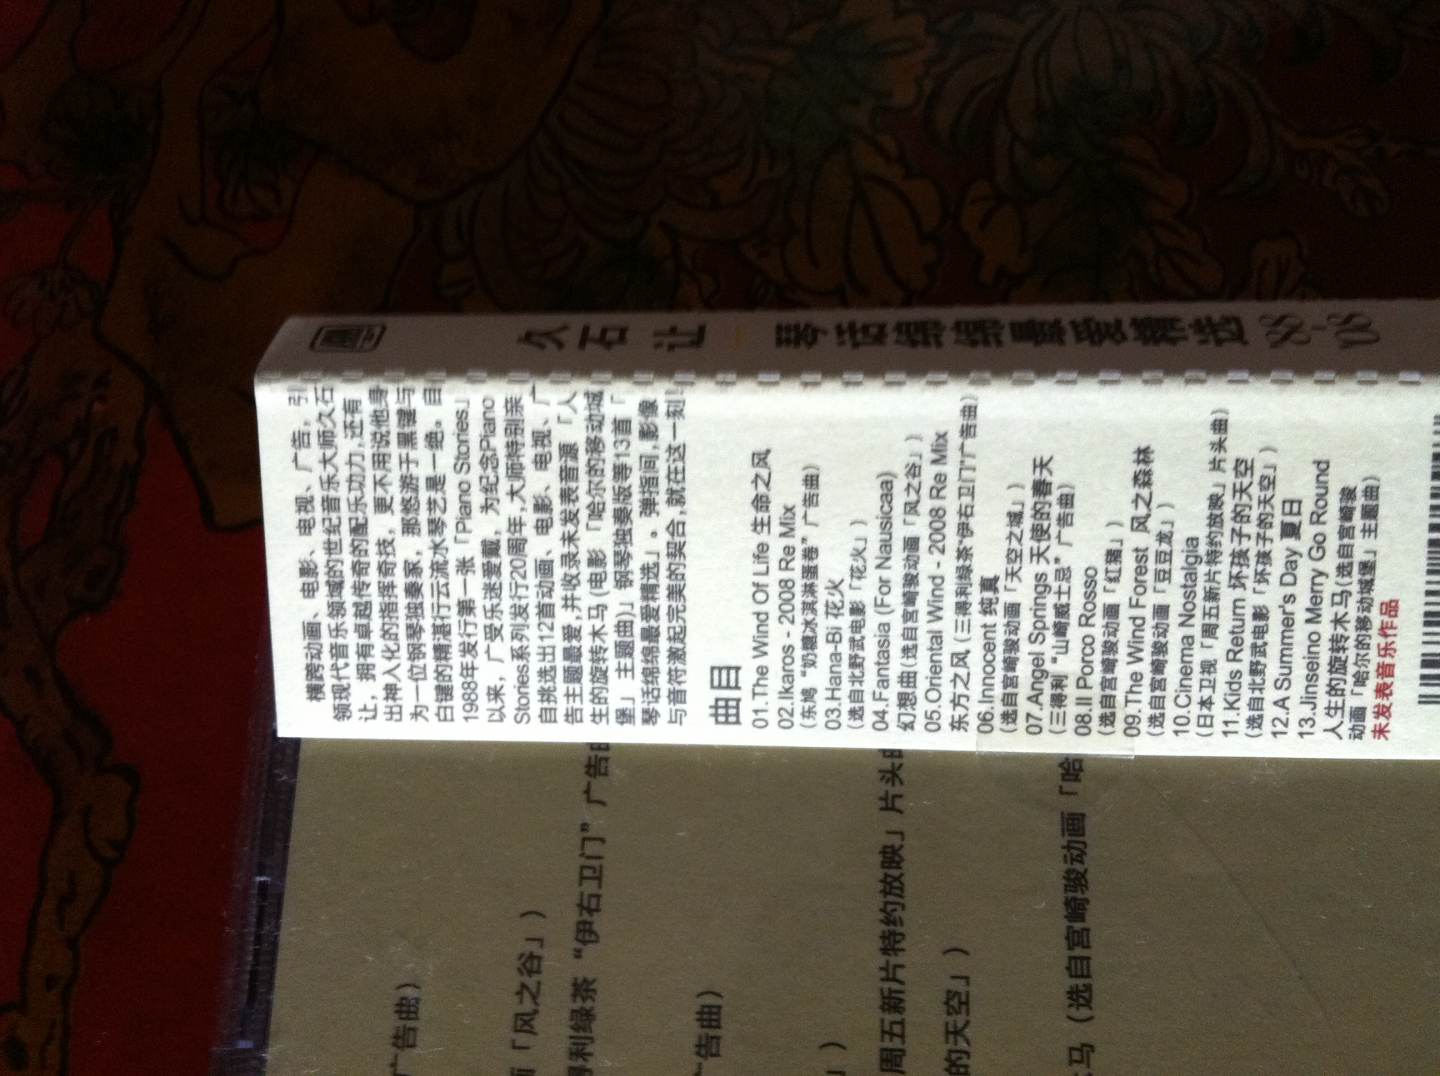 久石让 琴话绵绵最爱精选 88-08
横跨动画、电影、电视、广告，引
领现代音乐领域的世纪音乐大师久石
让，拥有卓越传奇的配乐功力，还有
出神入化的指挥奇技，更不用说他身
为一位钢琴独奏家，那悠游于黑键与
白键的精湛行云流水琴艺是一绝。自
1988年发行第一张「Piano Stories」
以来，广受乐迷爱戴，为纪念Piano
Stories系列发行20周年，大师特别亲
自挑选出12首动画、电影、电视、广
告主题最爱，并收录未发表音源「人
生的旋转木马 (电影「哈尔的移动城
堡」主题曲)」钢琴独奏版等13首「
琴话绵绵最爱精选」。弹指间，影像
与音符激起完美的契合，就在这一刻!
曲目
01.The Wind Of Life 生命之风
02.Ikaros - 2008 Re Mix
（东鸠“奶糖冰淇淋蛋卷”广告曲）
03.Hana-Bi 花火
（选自北野武电影「花火」）
04.Fantasia (For Nausicaa)
幻想曲（选自宫崎骏动画「风之谷」）
05.Oriental Wind - 2008 Re Mix
东方之风（三得利绿茶伊右卫门”广告曲）
06.Innocent 纯真
（选自宫崎骏动画「天空之城」）
07.Angel Springs 天使的春天
（三得利“山崎威士忌”广告曲）
08.Il Porco Rosso
（选自宫崎骏动画「红猪」）
09.The Wind Forest 风之森林
（选自宫崎骏动画「豆豆龙」）
10.Cinema Nostalgia
（日本卫视「周五新片特约放映」片头曲）
11.Kids Return 坏孩子的天空
（选自北野武电影「坏孩子的天空」）
12.A Summer's Day 夏日
13.Jinseino Merry Go Round
人生的旋转木马（选自宫崎骏
动画「哈尔的移动城堡」主题曲）
未发表音乐作品
广告曲）
「风之谷」）
得利绿茶“伊右卫门”广告曲
广告曲）
」）
周五新片特约放映」片头曲
的天空」）
木马（选自宫崎骏动画「哈